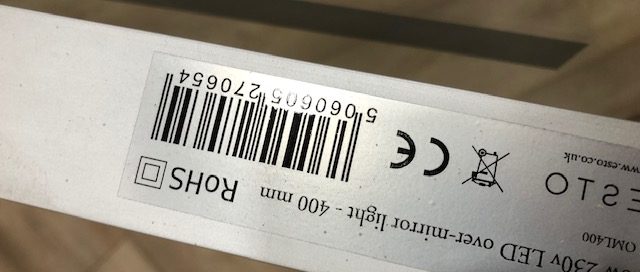 OML400
w 230v LED over-mirror light - 400 mm
ESTO
www.esto.co.uk
CE
RoHS
5 060605 270654